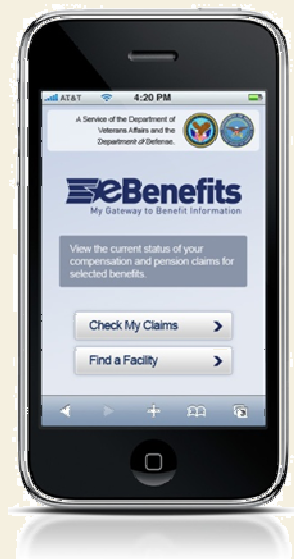 AT&T 4:20 PM
A Service of the Department of
Veterans Affairs and the
Department of Defense.
eBenefits
My Gateway to Benefit Information
View the current status of your
compensation and pension claims for
selected benefits.
Check My Claims
Find a Facility